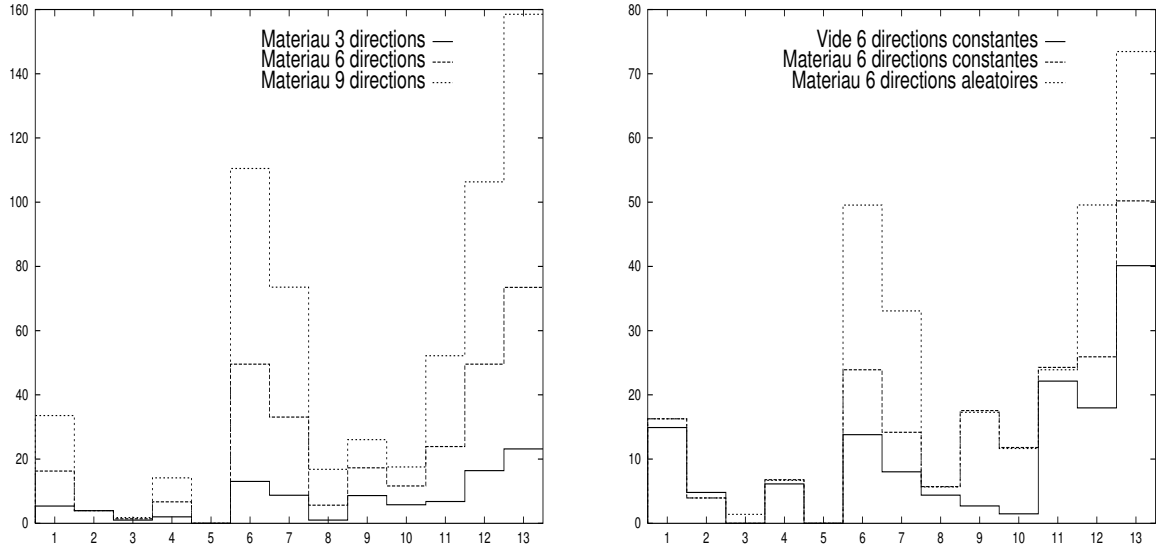 160
140
120
100
80
60
40
20
0
1 2 3 4 5 6 7 8 9 10 11 12 13
Materiau 3 directions
Materiau 6 directions
Materiau 9 directions
80
70
60
50
40
30
20
10
0
1 2 3 4 5 6 7 8 9 10 11 12 13
Vide 6 directions constantes
Materiau 6 directions constantes
Materiau 6 directions aleatoires